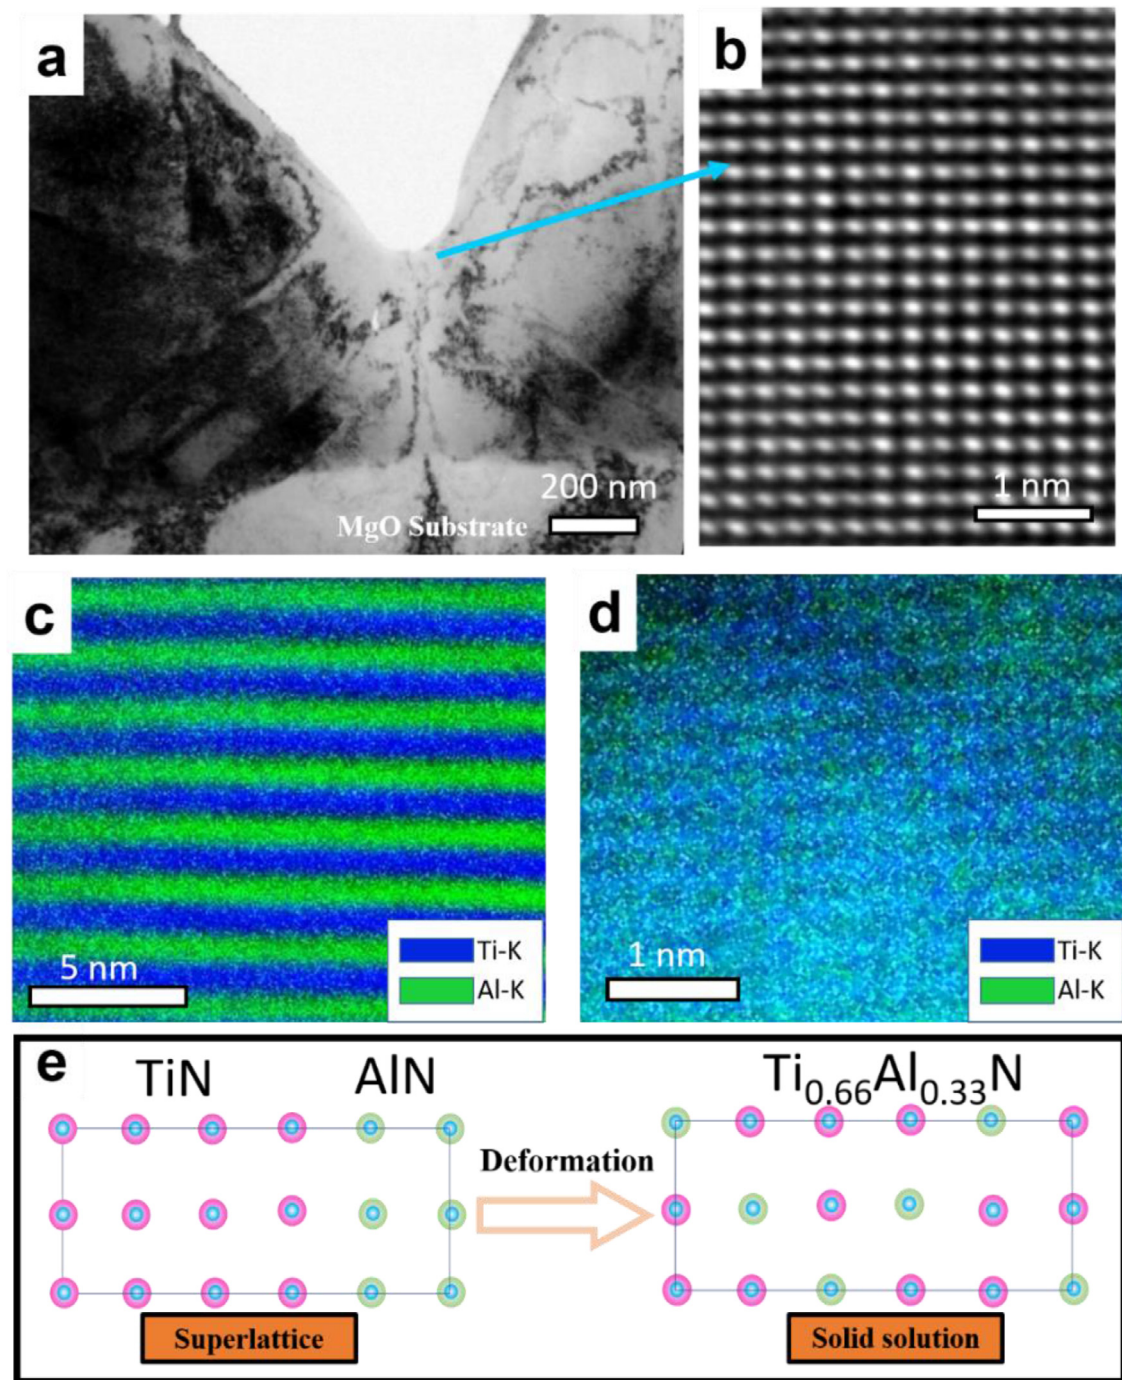 a
b
200 nm
MgO Substrate
1 nm
c
d
5 nm
Ti-K
Al-K
1 nm
Ti-K
Al-K
e
TiN AlN
Ti₀.₆₆Al₀.₃₃N
Deformation
Superlattice
Solid solution